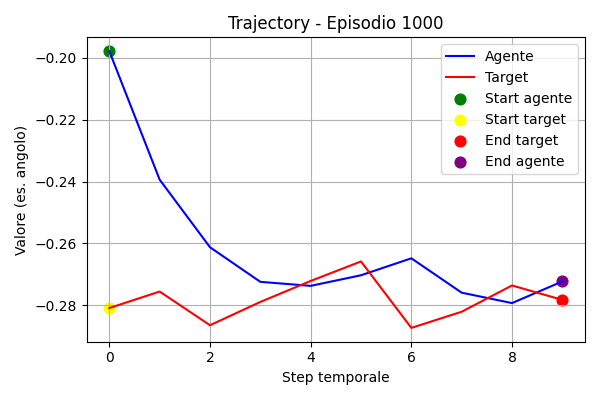 Trajectory - Episodio 1000
Agente
Target
Start agente
Start target
End target
End agente
Valore (es. angolo)
−0.20
−0.22
−0.24
−0.26
−0.28
0 2 4 6 8
Step temporale